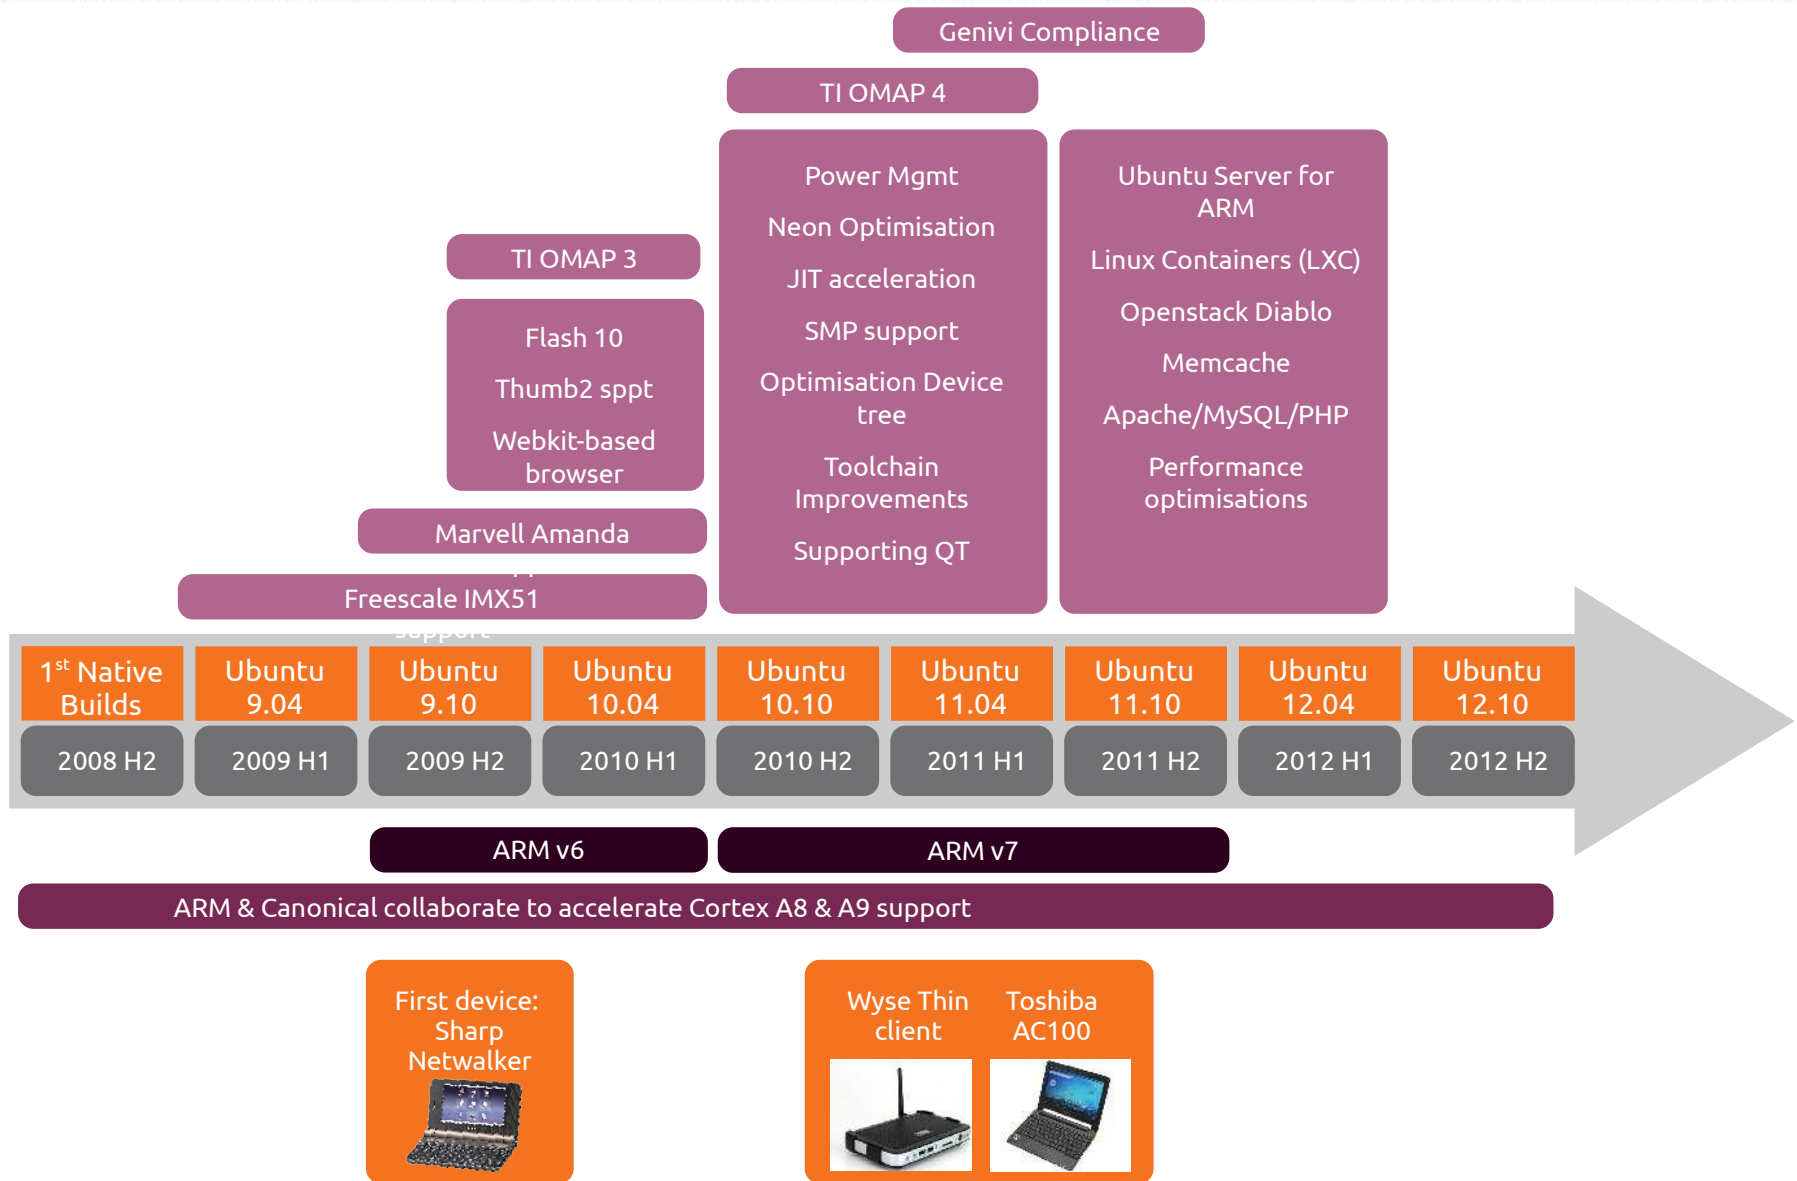 Genivi Compliance
TI OMAP 4
Power Mgmt
Neon Optimisation
JIT acceleration
SMP support
Optimisation Device
tree
Toolchain
Improvements
Supporting QT
Ubuntu Server for
ARM
Linux Containers (LXC)
Openstack Diablo
Memcache
Apache/MySQL/PHP
Performance
optimisations
TI OMAP 3
Flash 10
Thumb2 sppt
Webkit-based
browser
Marvell Amanda
Freescale IMX51
support
1st Native
Builds
Ubuntu
9.04
Ubuntu
9.10
Ubuntu
10.04
Ubuntu
10.10
Ubuntu
11.04
Ubuntu
11.10
Ubuntu
12.04
Ubuntu
12.10
2008 H2
2009 H1
2009 H2
2010 H1
2010 H2
2011 H1
2011 H2
2012 H1
2012 H2
ARM v6
ARM v7
ARM & Canonical collaborate to accelerate Cortex A8 & A9 support
First device:
Sharp
Netwalker
Wyse Thin
client
Toshiba
AC100